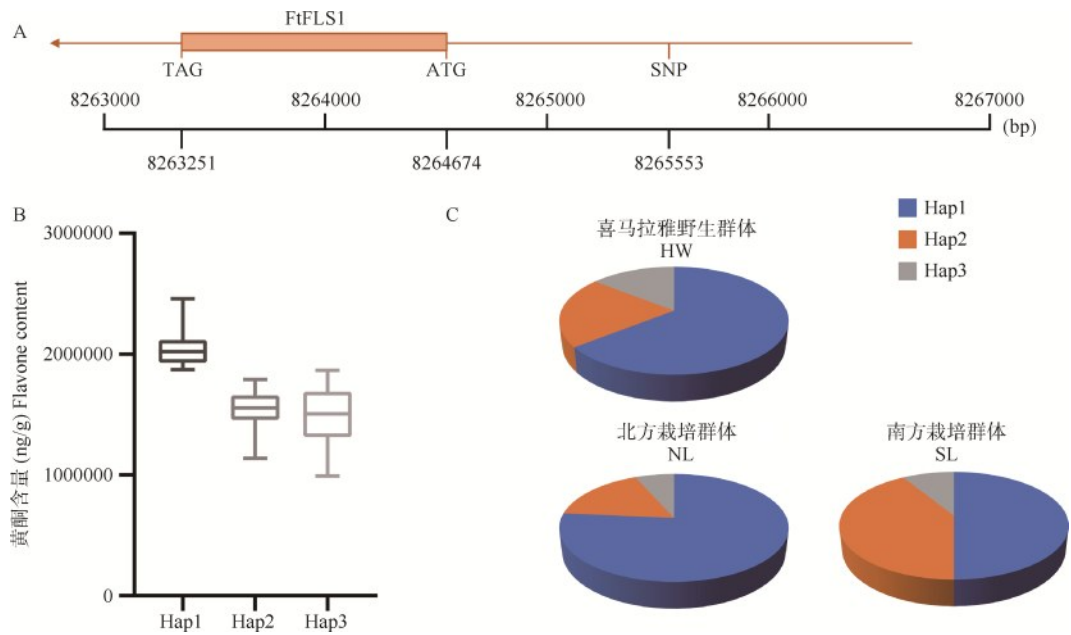 A
FtFLS1
TAG
ATG
SNP
8263000
8264000
8265000
8266000
8267000
(bp)
8263251
8264674
8265553
B
黄酮含量 (ng/g) Flavone content
3000000
2000000
1000000
0
Hap1
Hap2
Hap3
C
Hap1
Hap2
Hap3
喜马拉雅野生群体
HW
北方栽培群体
NL
南方栽培群体
SL